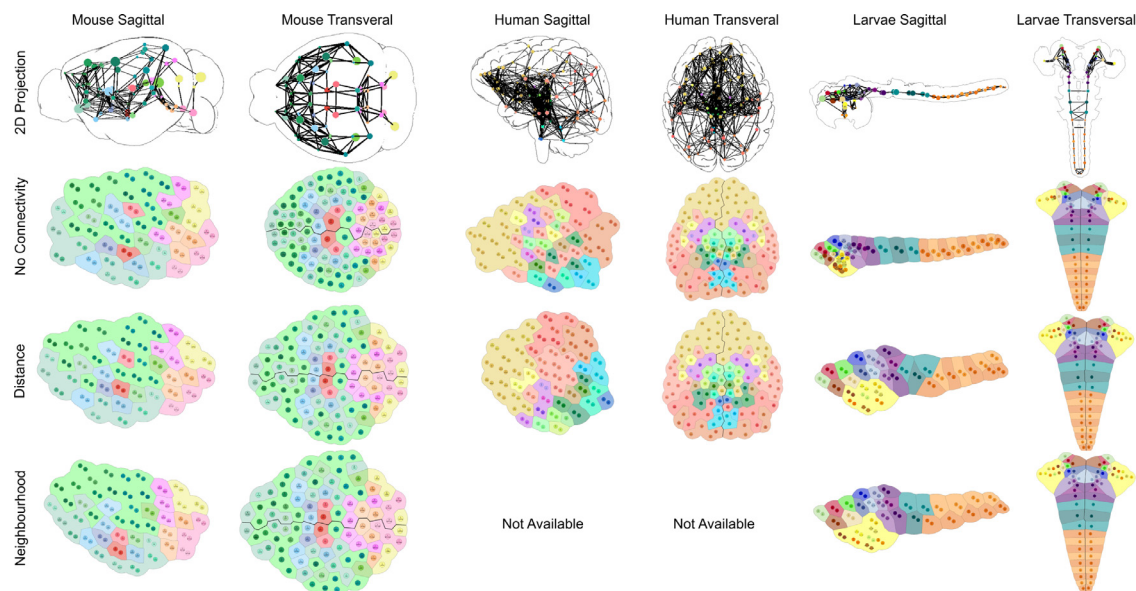 Mouse Sagittal
Mouse Transveral
Human Sagittal
Human Transveral
Larvae Sagittal
Larvae Transversal
2D Projection
No Connectivity
Distance
Neighbourhood
Not Available
Not Available